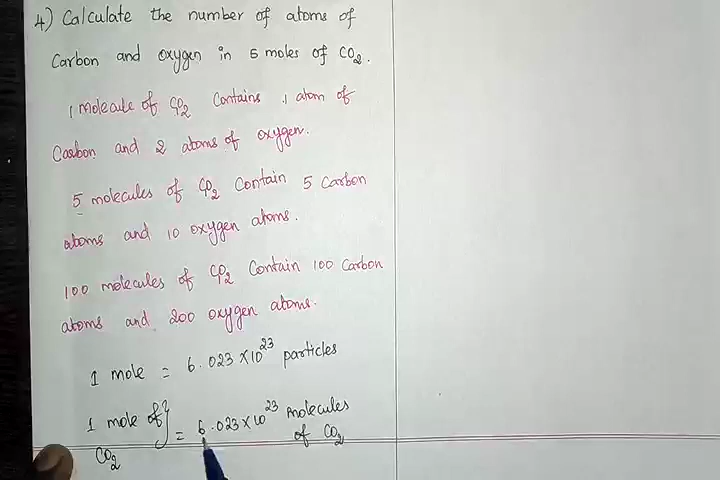 4) Calculate the number of atoms of
Carbon and oxygen in 5 moles of CO2.
1 molecule of CO2 Contains 1 atom of
Carbon and 2 atoms of oxygen.
5 molecules of CO2 Contain 5 Carbon
atoms and 10 oxygen atoms.
100 molecules of CO2 Contain 100 Carbon
atoms and 200 oxygen atoms.
1 mole = 6.023 × 10^23 particles
1 mole of } = 6.023 × 10^23 molecules
CO2 of CO2